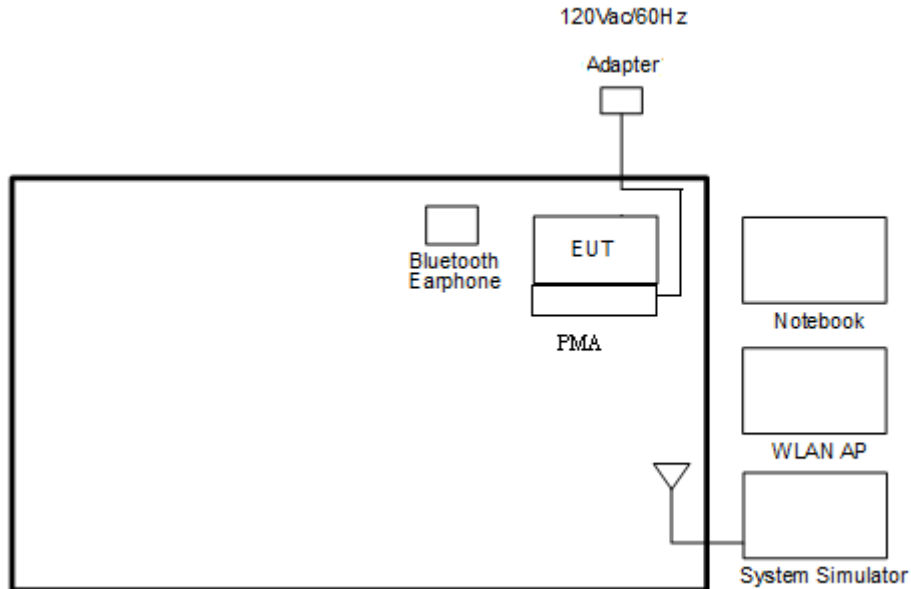 120Vac/60Hz
Adapter
EUT
Bluetooth
Earphone
Notebook
PMA
WLAN AP
System Simulator